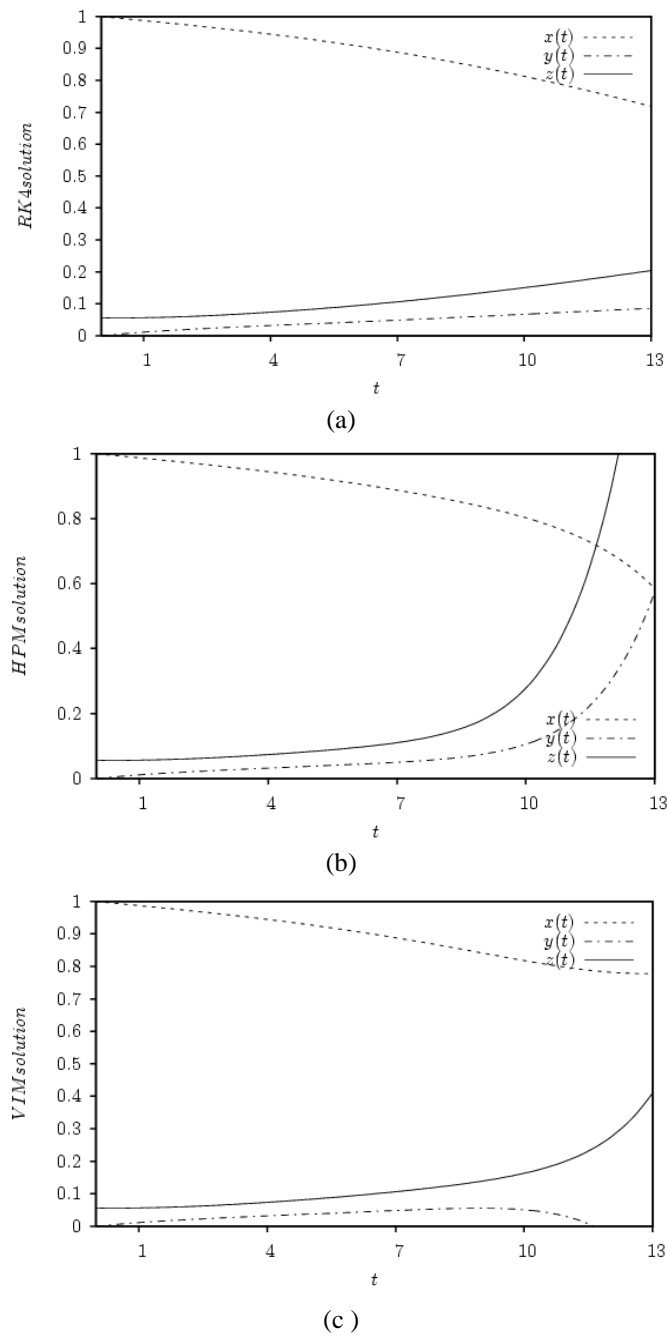 1
0.9
0.8
0.7
0.6
0.5
0.4
0.3
0.2
0.1
0
RK4solution
x(t)
y(t)
z(t)
1 4 7 10 13
t
(a)
1
0.8
0.6
0.4
0.2
0
HPMsolution
x(t)
y(t)
z(t)
1 4 7 10 13
t
(b)
1
0.9
0.8
0.7
0.6
0.5
0.4
0.3
0.2
0.1
0
VIMsolution
x(t)
y(t)
z(t)
1 4 7 10 13
t
(c )